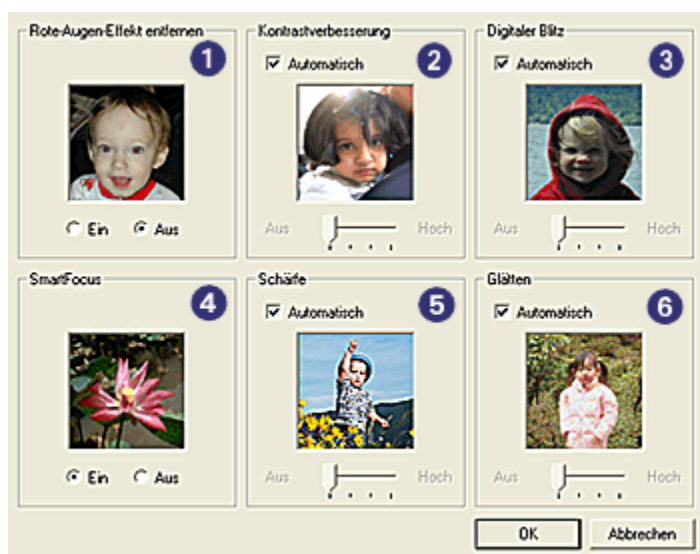 Rote-Augen-Effekt entfernen
1
Ein Aus
Kontrastverbesserung
2
Automatisch
Aus Hoch
Digitaler Blitz
3
Automatisch
Aus Hoch
SmartFocus
4
Ein Aus
Schärfe
5
Automatisch
Aus Hoch
Glätten
6
Automatisch
Aus Hoch
OK Abbrechen